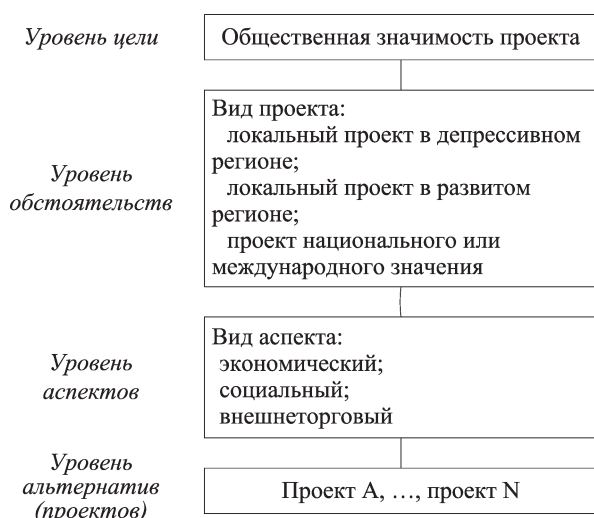 Уровень цели
Общественная значимость проекта
Уровень
обстоятельств
Вид проекта:
локальный проект в депрессивном
регионе;
локальный проект в развитом
регионе;
проект национального или
международного значения
Уровень
аспектов
Вид аспекта:
экономический;
социальный;
внешнеторговый
Уровень
альтернатив
(проектов)
Проект А, …, проект N